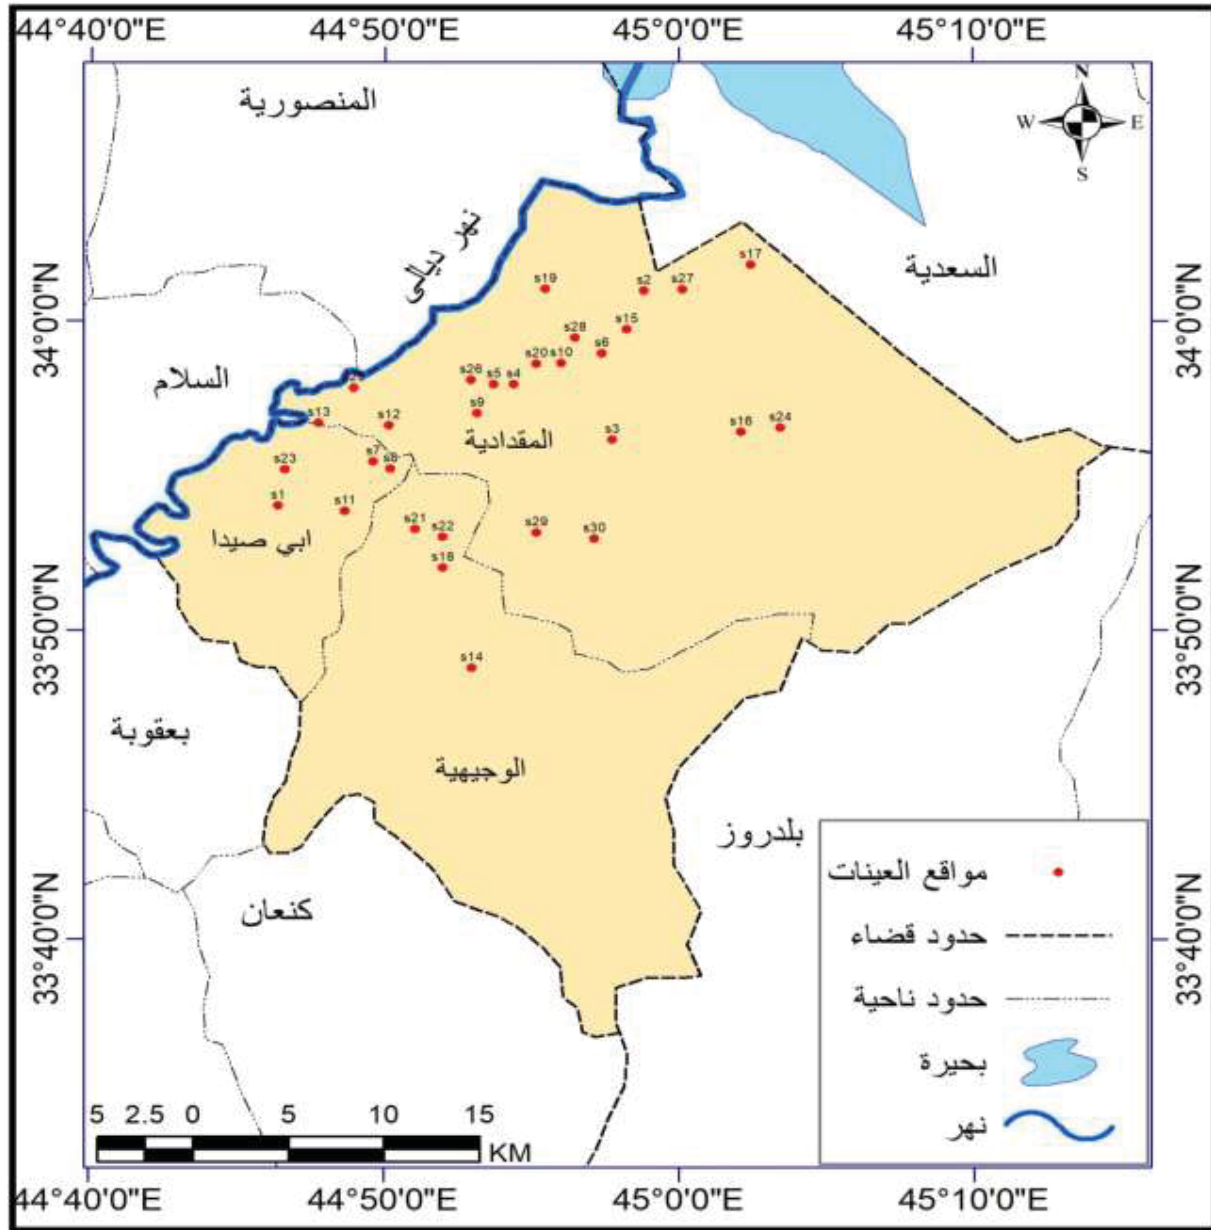 44°40'0"E 44°50'0"E 45°0'0"E 45°10'0"E
المنصورية
N
W E
S
نهر ديالى
السعدية
s17
s19
s2
s27
34°0'0"N
34°0'0"N
s15
s28
s6
s20
s10
السلام
s26
s5
s4
s9
s13
s12
المقدادية
s3
s16
s24
s7
s8
s23
s1
s11
ابي صيدا
s21
s22
s29
s30
s18
33°50'0"N
33°50'0"N
s14
بعقوبة
الوجيهية
بلدروز
كنعان
33°40'0"N
33°40'0"N
مواقع العينات
حدود قضاء
حدود ناحية
بحيرة
نهر
5 2.5 0 5 10 15
KM
44°40'0"E 44°50'0"E 45°0'0"E 45°10'0"E